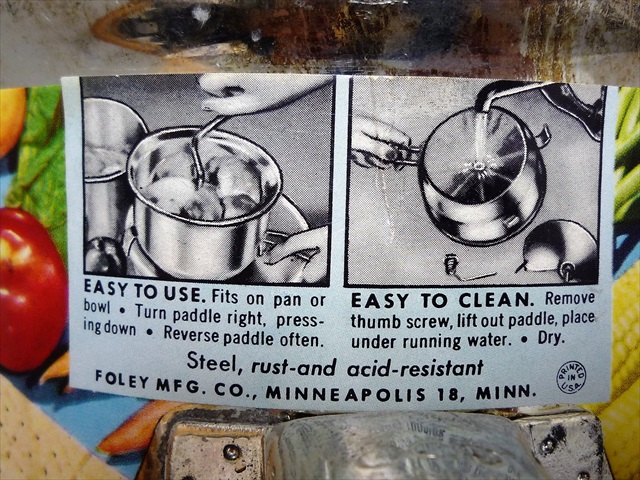 EASY TO USE. Fits on pan or
bowl • Turn paddle right, press-
ing down • Reverse paddle often.
EASY TO CLEAN. Remove
thumb screw, lift out paddle, place
under running water. • Dry.
Steel, rust-and acid-resistant
FOLEY MFG. CO., MINNEAPOLIS 18, MINN.
PRINTED
IN
USA